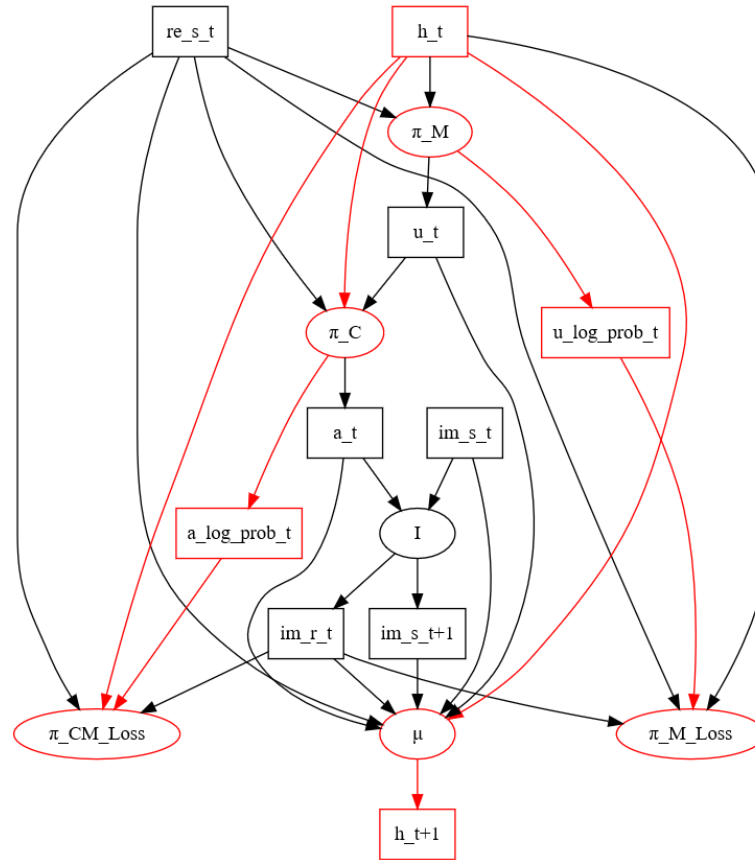 re_s_t
h_t
π_M
u_t
π_C
u_log_prob_t
a_t
im_s_t
a_log_prob_t
I
im_r_t
im_s_t+1
π_CM_Loss
μ
π_M_Loss
h_t+1